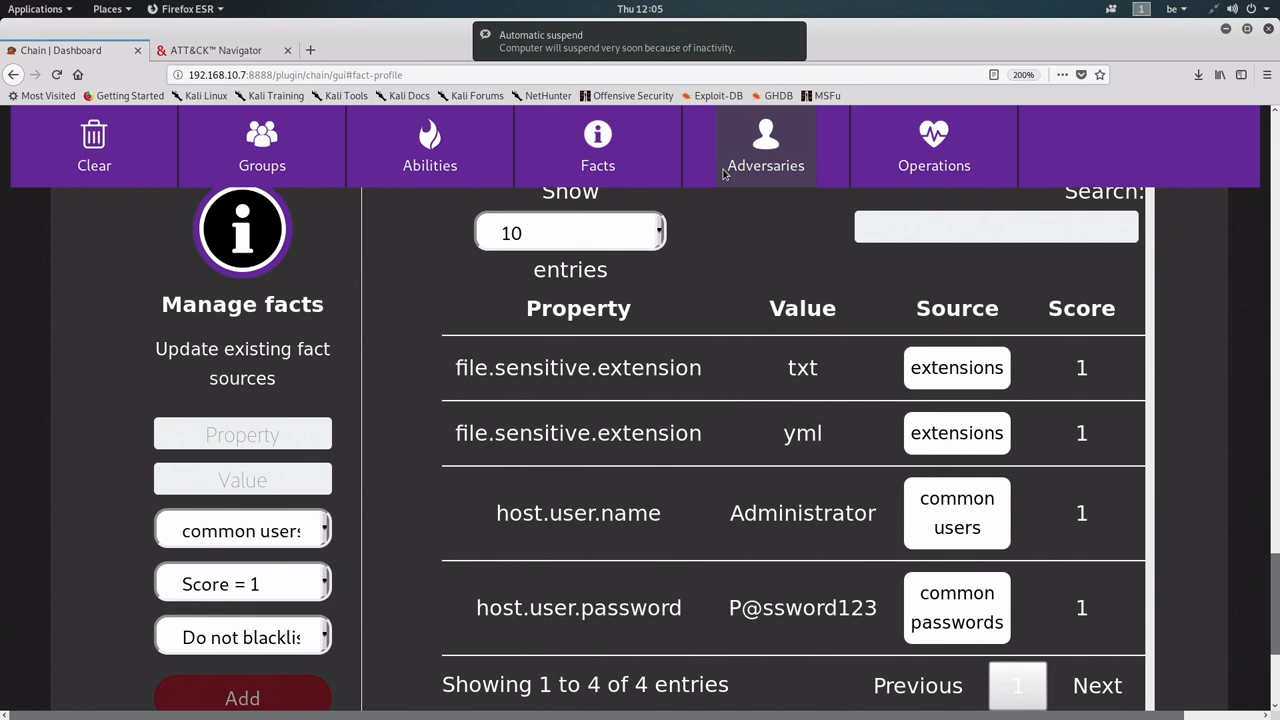 Applications
Places
Firefox ESR
Thu 12:05
1
be
Automatic suspend
Computer will suspend very soon because of inactivity.
Chain | Dashboard
ATT&CK™ Navigator
192.168.10.7:8888/plugin/chain/gui#fact-profile
200%
Most Visited
Getting Started
Kali Linux
Kali Training
Kali Tools
Kali Docs
Kali Forums
NetHunter
Offensive Security
Exploit-DB
GHDB
MSFu
Clear
Groups
Abilities
Facts
Adversaries
Operations
Manage facts
Update existing fact
sources
Property
Value
common users
Score = 1
Do not blacklis
Add
Show
10
entries
Search:
Property Value Source Score
file.sensitive.extension txt extensions 1
file.sensitive.extension yml extensions 1
host.user.name Administrator common
users 1
host.user.password P@ssword123 common
passwords 1
Showing 1 to 4 of 4 entries
Previous 1 Next